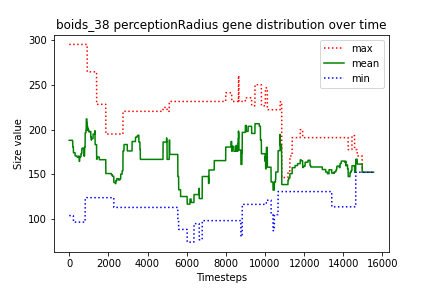 boids_38 perceptionRadius gene distribution over time
300
250
200
150
100
Size value
max
mean
min
0
2000
4000
6000
8000
10000
12000
14000
16000
Timesteps